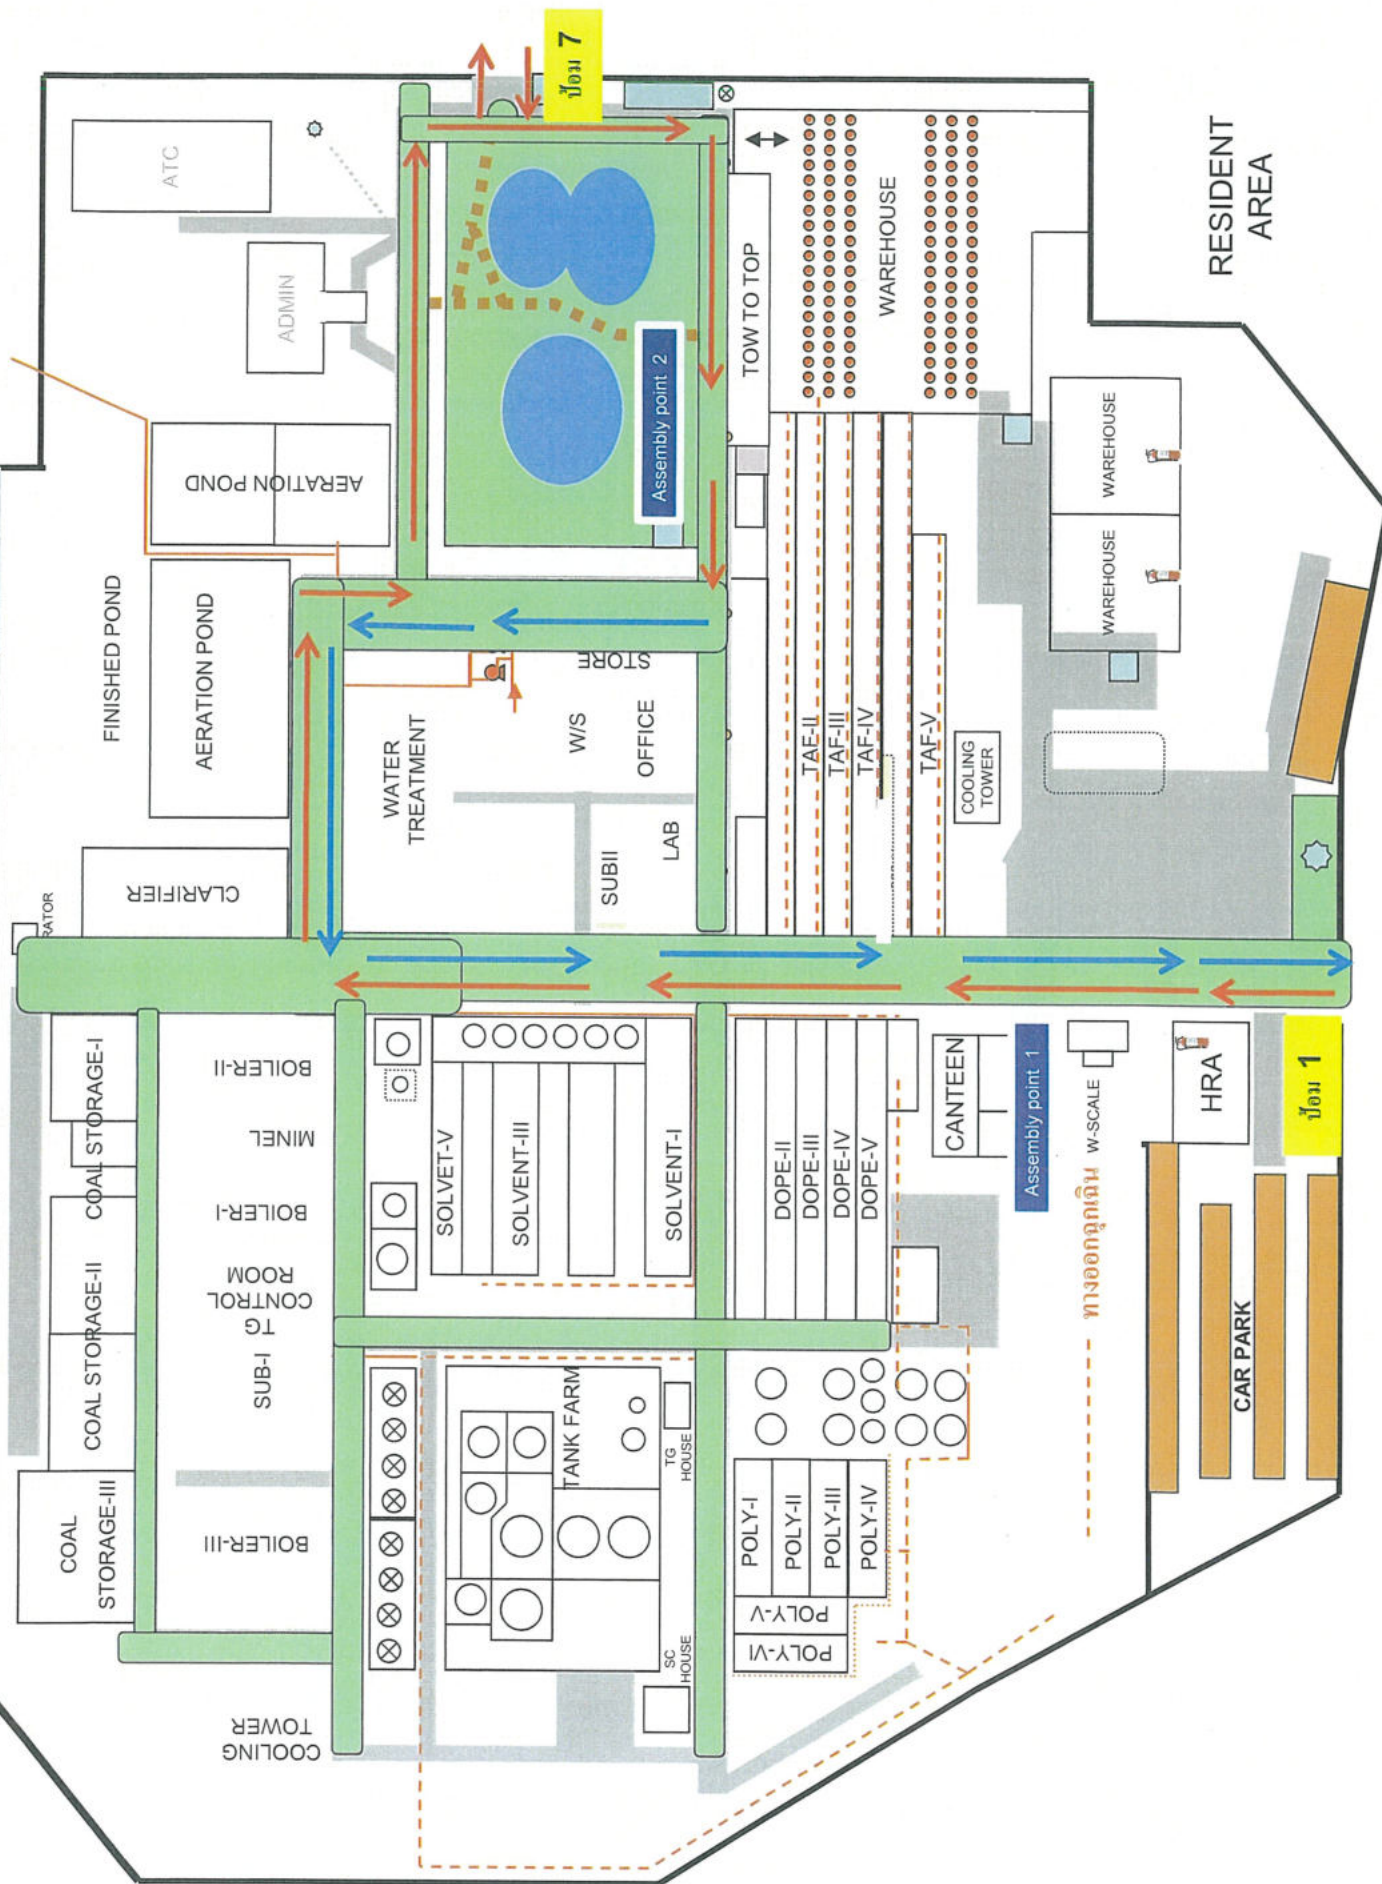 ป้อม 7
ATC
ADMIN
AERATION POND
FINISHED POND
AERATION POND
CLARIFIER
RATOR
Assembly point 2
TOW TO TOP
WAREHOUSE
RESIDENT
AREA
WAREHOUSE
WAREHOUSE
STORE
W/S
OFFICE
WATER
TREATMENT
SUBII
LAB
TAF-II
TAF-III
TAF-IV
TAF-V
COOLING
TOWER
COAL STORAGE-I
COAL STORAGE-II
COAL
STORAGE-III
BOILER-II
MINEL
BOILER-I
TG
CONTROL
ROOM
SUB-I
BOILER-III
COOLING
TOWER
SOLVET-V
SOLVENT-III
SOLVENT-I
TANK FARM
TG
HOUSE
SC
HOUSE
DOPE-II
DOPE-III
DOPE-IV
DOPE-V
CANTEEN
Assembly point 1
W-SCALE
HRA
ป้อม 1
ทางออกฉุกเฉิน
CAR PARK
POLY-I
POLY-II
POLY-III
POLY-IV
POLY-V
POLY-VI